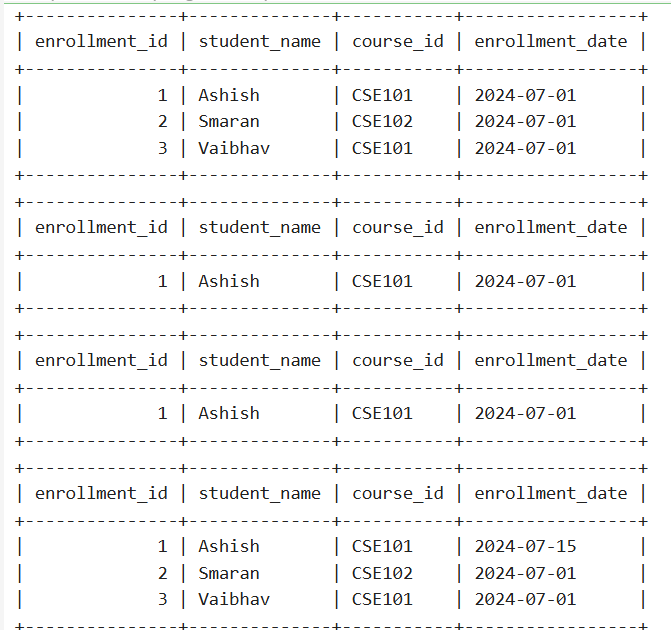 +---------------+--------------+-----------+-----------------+
| enrollment_id | student_name | course_id | enrollment_date |
+---------------+--------------+-----------+-----------------+
|             1 | Ashish       | CSE101    | 2024-07-01      |
|             2 | Smaran       | CSE102    | 2024-07-01      |
|             3 | Vaibhav      | CSE101    | 2024-07-01      |
+---------------+--------------+-----------+-----------------+
+---------------+--------------+-----------+-----------------+
| enrollment_id | student_name | course_id | enrollment_date |
+---------------+--------------+-----------+-----------------+
|             1 | Ashish       | CSE101    | 2024-07-01      |
+---------------+--------------+-----------+-----------------+
+---------------+--------------+-----------+-----------------+
| enrollment_id | student_name | course_id | enrollment_date |
+---------------+--------------+-----------+-----------------+
|             1 | Ashish       | CSE101    | 2024-07-01      |
+---------------+--------------+-----------+-----------------+
+---------------+--------------+-----------+-----------------+
| enrollment_id | student_name | course_id | enrollment_date |
+---------------+--------------+-----------+-----------------+
|             1 | Ashish       | CSE101    | 2024-07-15      |
|             2 | Smaran       | CSE102    | 2024-07-01      |
|             3 | Vaibhav      | CSE101    | 2024-07-01      |
+---------------+--------------+-----------+-----------------+